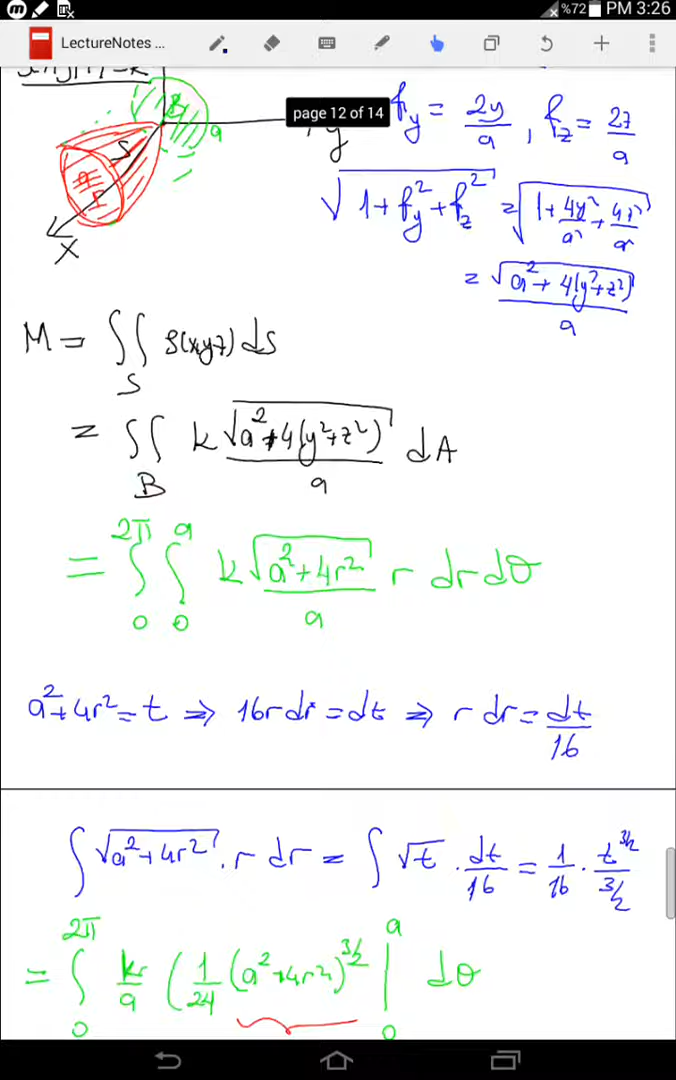 %72 PM 3:26
LectureNotes ...
page 12 of 14
B
a
y
S
a
x
f_y = 2y/a , f_z = 2z/a
√(1+f_y²+f_z²) = √(1+4y²/a²+4z²/a²)
= √(a²+4(y²+z²))/a
M = ∫∫_S δ(xyz) dS
= ∫∫_B k √(a²+4(y²+z²))/a dA
= ∫_0^{2π} ∫_0^a k √(a²+4r²)/a r dr dθ
a²+4r² = t ⇒ 16r dr = dt ⇒ r dr = dt/16
∫ √(a²+4r²) . r dr = ∫ √t . dt/16 = 1/16 . t^{3/2}/(3/2)
= ∫_0^{2π} k/a (1/24 (a²+4r²)^{3/2} |_0^a dθ